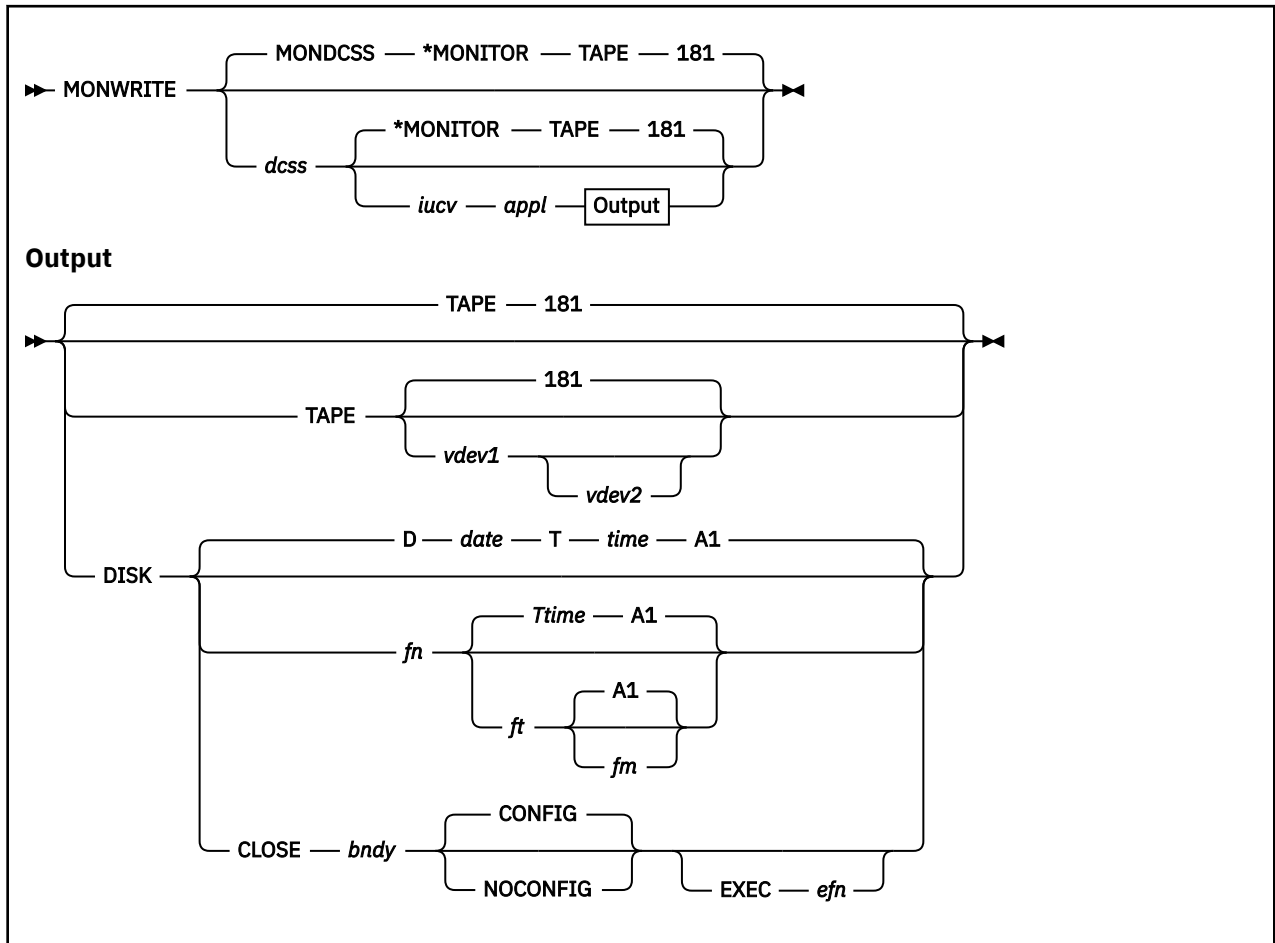 MONDCSS *MONITOR TAPE 181
MONWRITE
*MONITOR TAPE 181
dcss
iucv appl Output
Output
TAPE 181
181
TAPE
vdev1
vdev2
D date T time A1
DISK
Ttime A1
fn
A1
ft
fm
CONFIG
CLOSE bndy
NOCONFIG EXEC efn